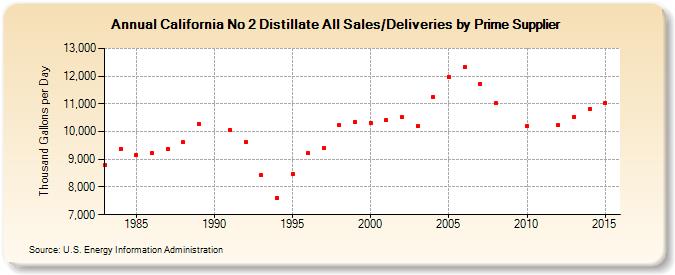 Annual California No 2 Distillate All Sales/Deliveries by Prime Supplier
Thousand Gallons per Day
13,000
12,000
11,000
10,000
9,000
8,000
7,000
1985 1990 1995 2000 2005 2010 2015
Source: U.S. Energy Information Administration